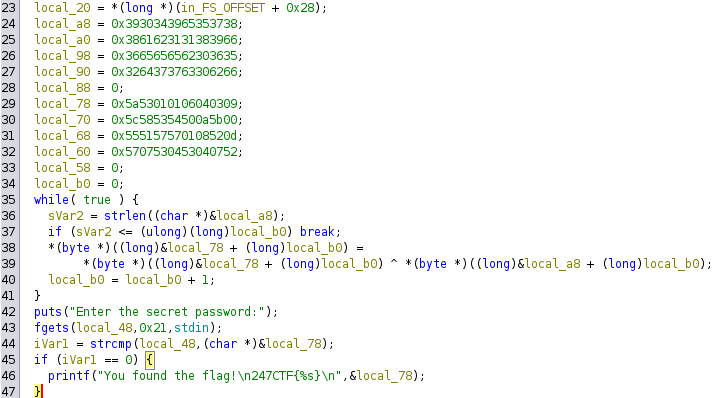 23 local_20 = *(long *)(in_FS_OFFSET + 0x28);
24 local_a8 = 0x3930343965353738;
25 local_a0 = 0x3861623131383966;
26 local_98 = 0x3665656562303635;
27 local_90 = 0x3264373763306266;
28 local_88 = 0;
29 local_78 = 0x5a53010106040309;
30 local_70 = 0x5c585354500a5b00;
31 local_68 = 0x555157570108520d;
32 local_60 = 0x5707530453040752;
33 local_58 = 0;
34 local_b0 = 0;
35 while( true ) {
36 sVar2 = strlen((char *)&local_a8);
37 if (sVar2 <= (ulong)(long)local_b0) break;
38 *(byte *)((long)&local_78 + (long)local_b0) =
39 *(byte *)((long)&local_78 + (long)local_b0) ^ *(byte *)((long)&local_a8 + (long)local_b0);
40 local_b0 = local_b0 + 1;
41 }
42 puts("Enter the secret password:");
43 fgets(local_48,0x21,stdin);
44 iVar1 = strcmp(local_48,(char *)&local_78);
45 if (iVar1 == 0) {
46 printf("You found the flag!\n247CTF{%s}\n",&local_78);
47 }